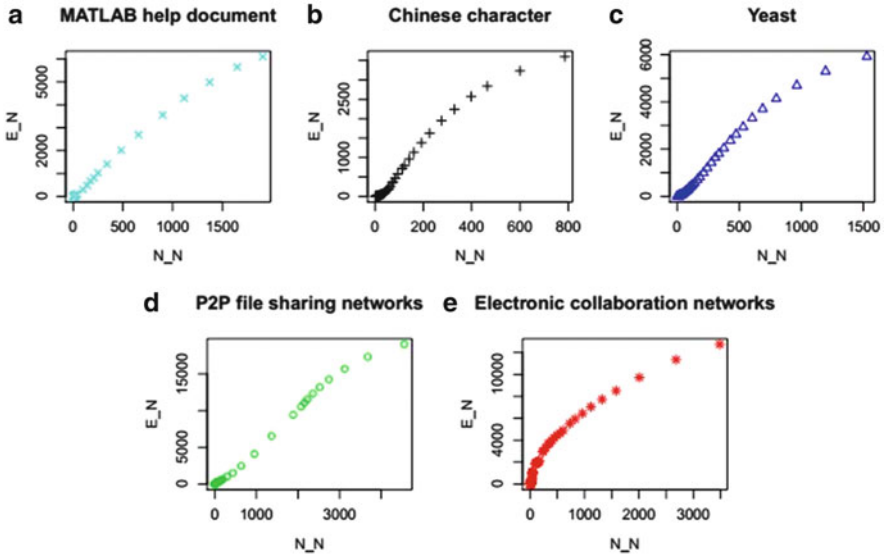 a MATLAB help document
E_N
0 2000 5000
0 500 1000 1500
N_N
b Chinese character
E_N
0 1000 2500
0 200 400 600 800
N_N
c Yeast
E_N
0 2000 4000 6000
0 500 1000 1500
N_N
d P2P file sharing networks
E_N
0 5000 15000
0 1000 3000
N_N
e Electronic collaboration networks
E_N
0 4000 10000
0 1000 2000 3000
N_N